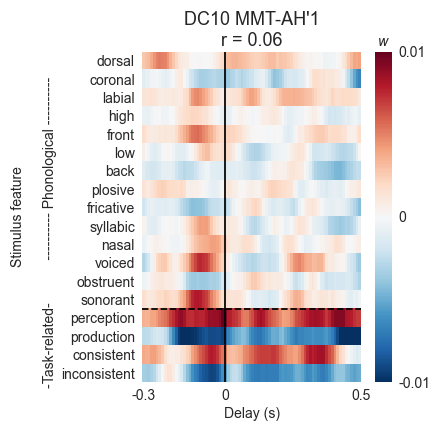 DC10 MMT-AH'1
r = 0.06
w
dorsal
coronal
labial
high
front
low
back
plosive
fricative
syllabic
nasal
voiced
obstruent
sonorant
perception
production
consistent
inconsistent
Stimulus feature
-Task-related- ---------- Phonological ----------
0.01
0
-0.01
-0.3 0 0.5
Delay (s)